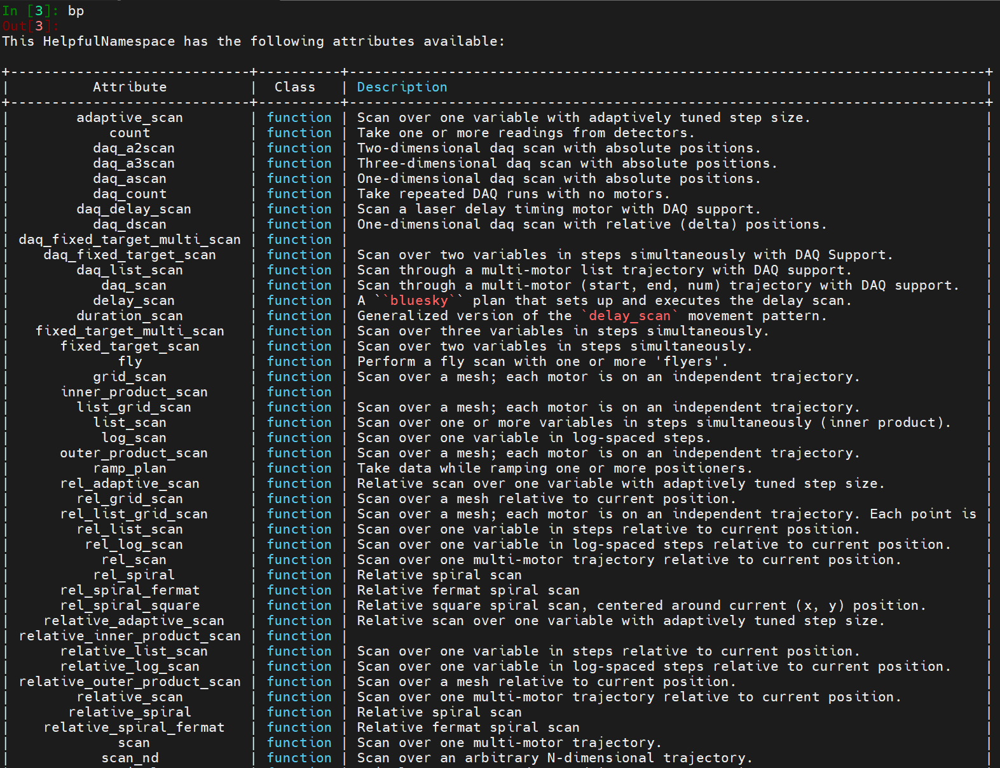 In [3]: bp
Out[3]:
This HelpfulNamespace has the following attributes available:
+-----------------------------+----------+-----------------------------------------------------------------------------+
| Attribute | Class | Description |
+-----------------------------+----------+-----------------------------------------------------------------------------+
| adaptive_scan | function | Scan over one variable with adaptively tuned step size. |
| count | function | Take one or more readings from detectors. |
| daq_a2scan | function | Two-dimensional daq scan with absolute positions. |
| daq_a3scan | function | Three-dimensional daq scan with absolute positions. |
| daq_ascan | function | One-dimensional daq scan with absolute positions. |
| daq_count | function | Take repeated DAQ runs with no motors. |
| daq_delay_scan | function | Scan a laser delay timing motor with DAQ support. |
| daq_dscan | function | One-dimensional daq scan with relative (delta) positions. |
| daq_fixed_target_multi_scan | function | |
| daq_fixed_target_scan | function | Scan over two variables in steps simultaneously with DAQ Support. |
| daq_list_scan | function | Scan through a multi-motor list trajectory with DAQ support. |
| daq_scan | function | Scan through a multi-motor (start, end, num) trajectory with DAQ support. |
| delay_scan | function | A ``bluesky`` plan that sets up and executes the delay scan. |
| duration_scan | function | Generalized version of the `delay_scan` movement pattern. |
| fixed_target_multi_scan | function | Scan over three variables in steps simultaneously. |
| fixed_target_scan | function | Scan over two variables in steps simultaneously. |
| fly | function | Perform a fly scan with one or more 'flyers'. |
| grid_scan | function | Scan over a mesh; each motor is on an independent trajectory. |
| inner_product_scan | function | |
| list_grid_scan | function | Scan over a mesh; each motor is on an independent trajectory. |
| list_scan | function | Scan over one or more variables in steps simultaneously (inner product). |
| log_scan | function | Scan over one variable in log-spaced steps. |
| outer_product_scan | function | Scan over a mesh; each motor is on an independent trajectory. |
| ramp_plan | function | Take data while ramping one or more positioners. |
| rel_adaptive_scan | function | Relative scan over one variable with adaptively tuned step size. |
| rel_grid_scan | function | Scan over a mesh relative to current position. |
| rel_list_grid_scan | function | Scan over a mesh; each motor is on an independent trajectory. Each point is |
| rel_list_scan | function | Scan over one variable in steps relative to current position. |
| rel_log_scan | function | Scan over one variable in log-spaced steps relative to current position. |
| rel_scan | function | Scan over one multi-motor trajectory relative to current position. |
| rel_spiral | function | Relative spiral scan |
| rel_spiral_fermat | function | Relative fermat spiral scan |
| rel_spiral_square | function | Relative square spiral scan, centered around current (x, y) position. |
| relative_adaptive_scan | function | Relative scan over one variable with adaptively tuned step size. |
| relative_inner_product_scan | function | |
| relative_list_scan | function | Scan over one variable in steps relative to current position. |
| relative_log_scan | function | Scan over one variable in log-spaced steps relative to current position. |
| relative_outer_product_scan | function | Scan over a mesh relative to current position. |
| relative_scan | function | Scan over one multi-motor trajectory relative to current position. |
| relative_spiral | function | Relative spiral scan |
| relative_spiral_fermat | function | Relative fermat spiral scan |
| scan | function | Scan over one multi-motor trajectory. |
| scan_nd | function | Scan over an arbitrary N-dimensional trajectory. |